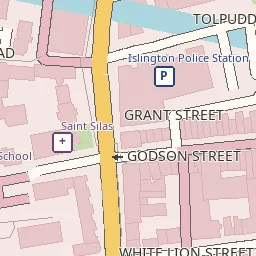 TOLPUDD
AD
Islington Police Station
P
GRANT STREET
Saint Silas
School
GODSON STREET
WHITE LION STREET